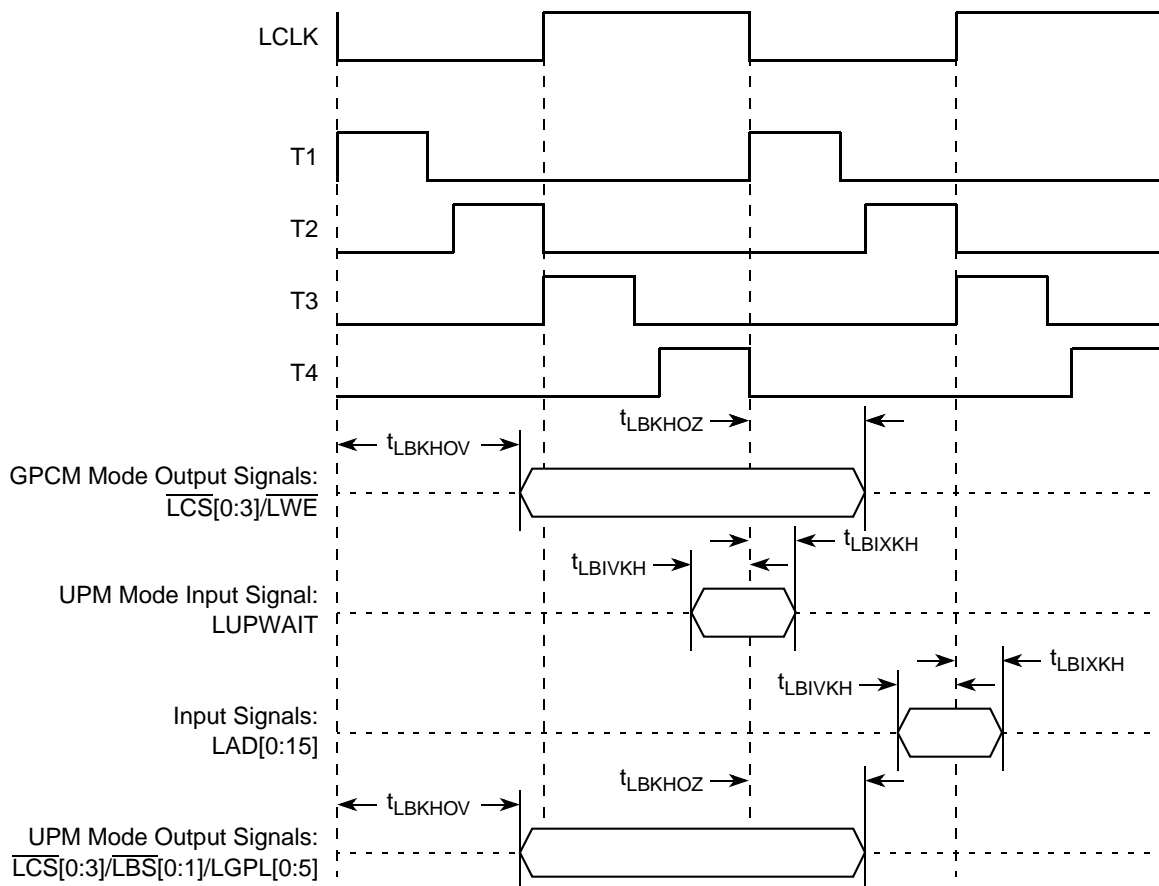 LCLK
T1
T2
T3
T4
tLBKHOZ
tLBKHOV
GPCM Mode Output Signals:
LCS[0:3]/LWE
tLBIXKH
tLBIVKH
UPM Mode Input Signal:
LUPWAIT
tLBIXKH
tLBIVKH
Input Signals:
LAD[0:15]
tLBKHOZ
tLBKHOV
UPM Mode Output Signals:
LCS[0:3]/LBS[0:1]/LGPL[0:5]